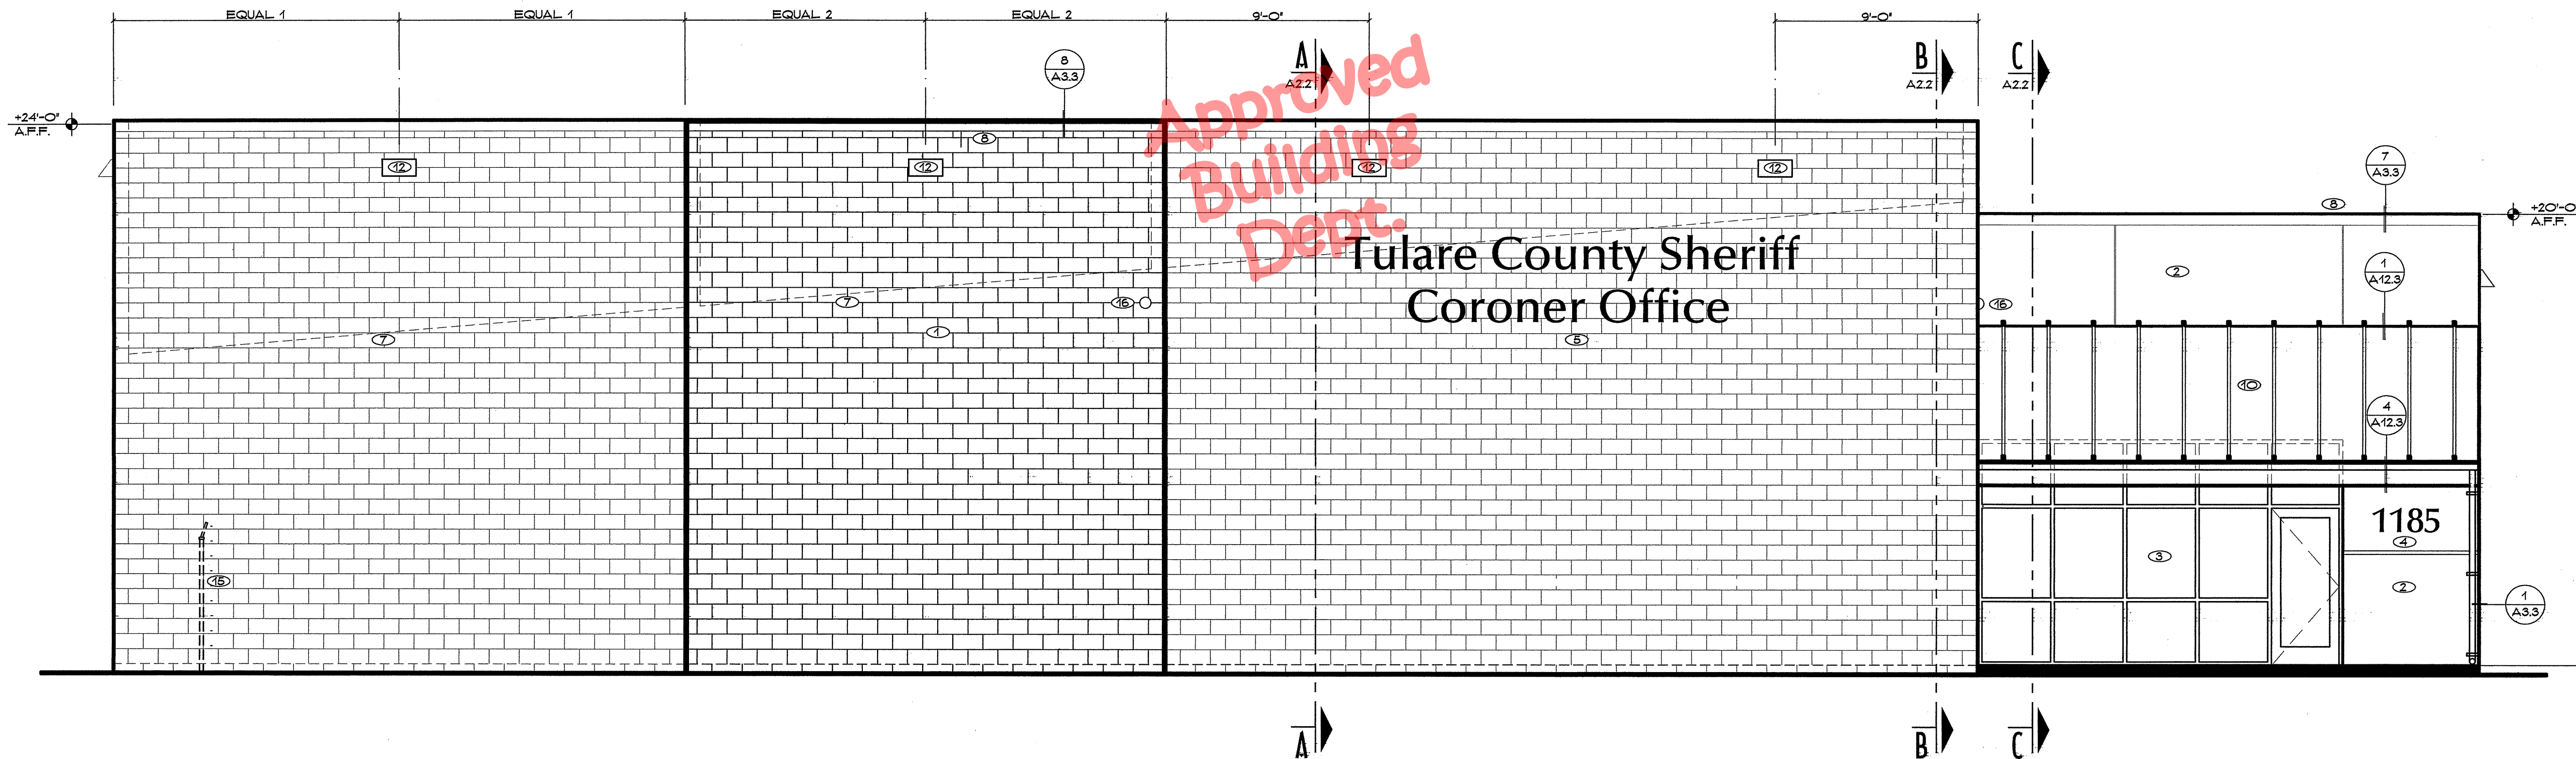 EQUAL 1
EQUAL 1
EQUAL 2
EQUAL 2
9'-0"
9'-0"
8
A3.3
A
A2.2
B
A2.2
C
A2.2
Approved
Building
Dept.
+24'-0"
A.F.F.
8
12
12
12
12
7
A3.3
8
+20'-0
A.F.F.
Tulare County Sheriff
Coroner Office
2
1
A12.3
7
16
16
1
7
5
10
4
A12.3
1185
4
3
15
2
1
A3.3
A
B
C